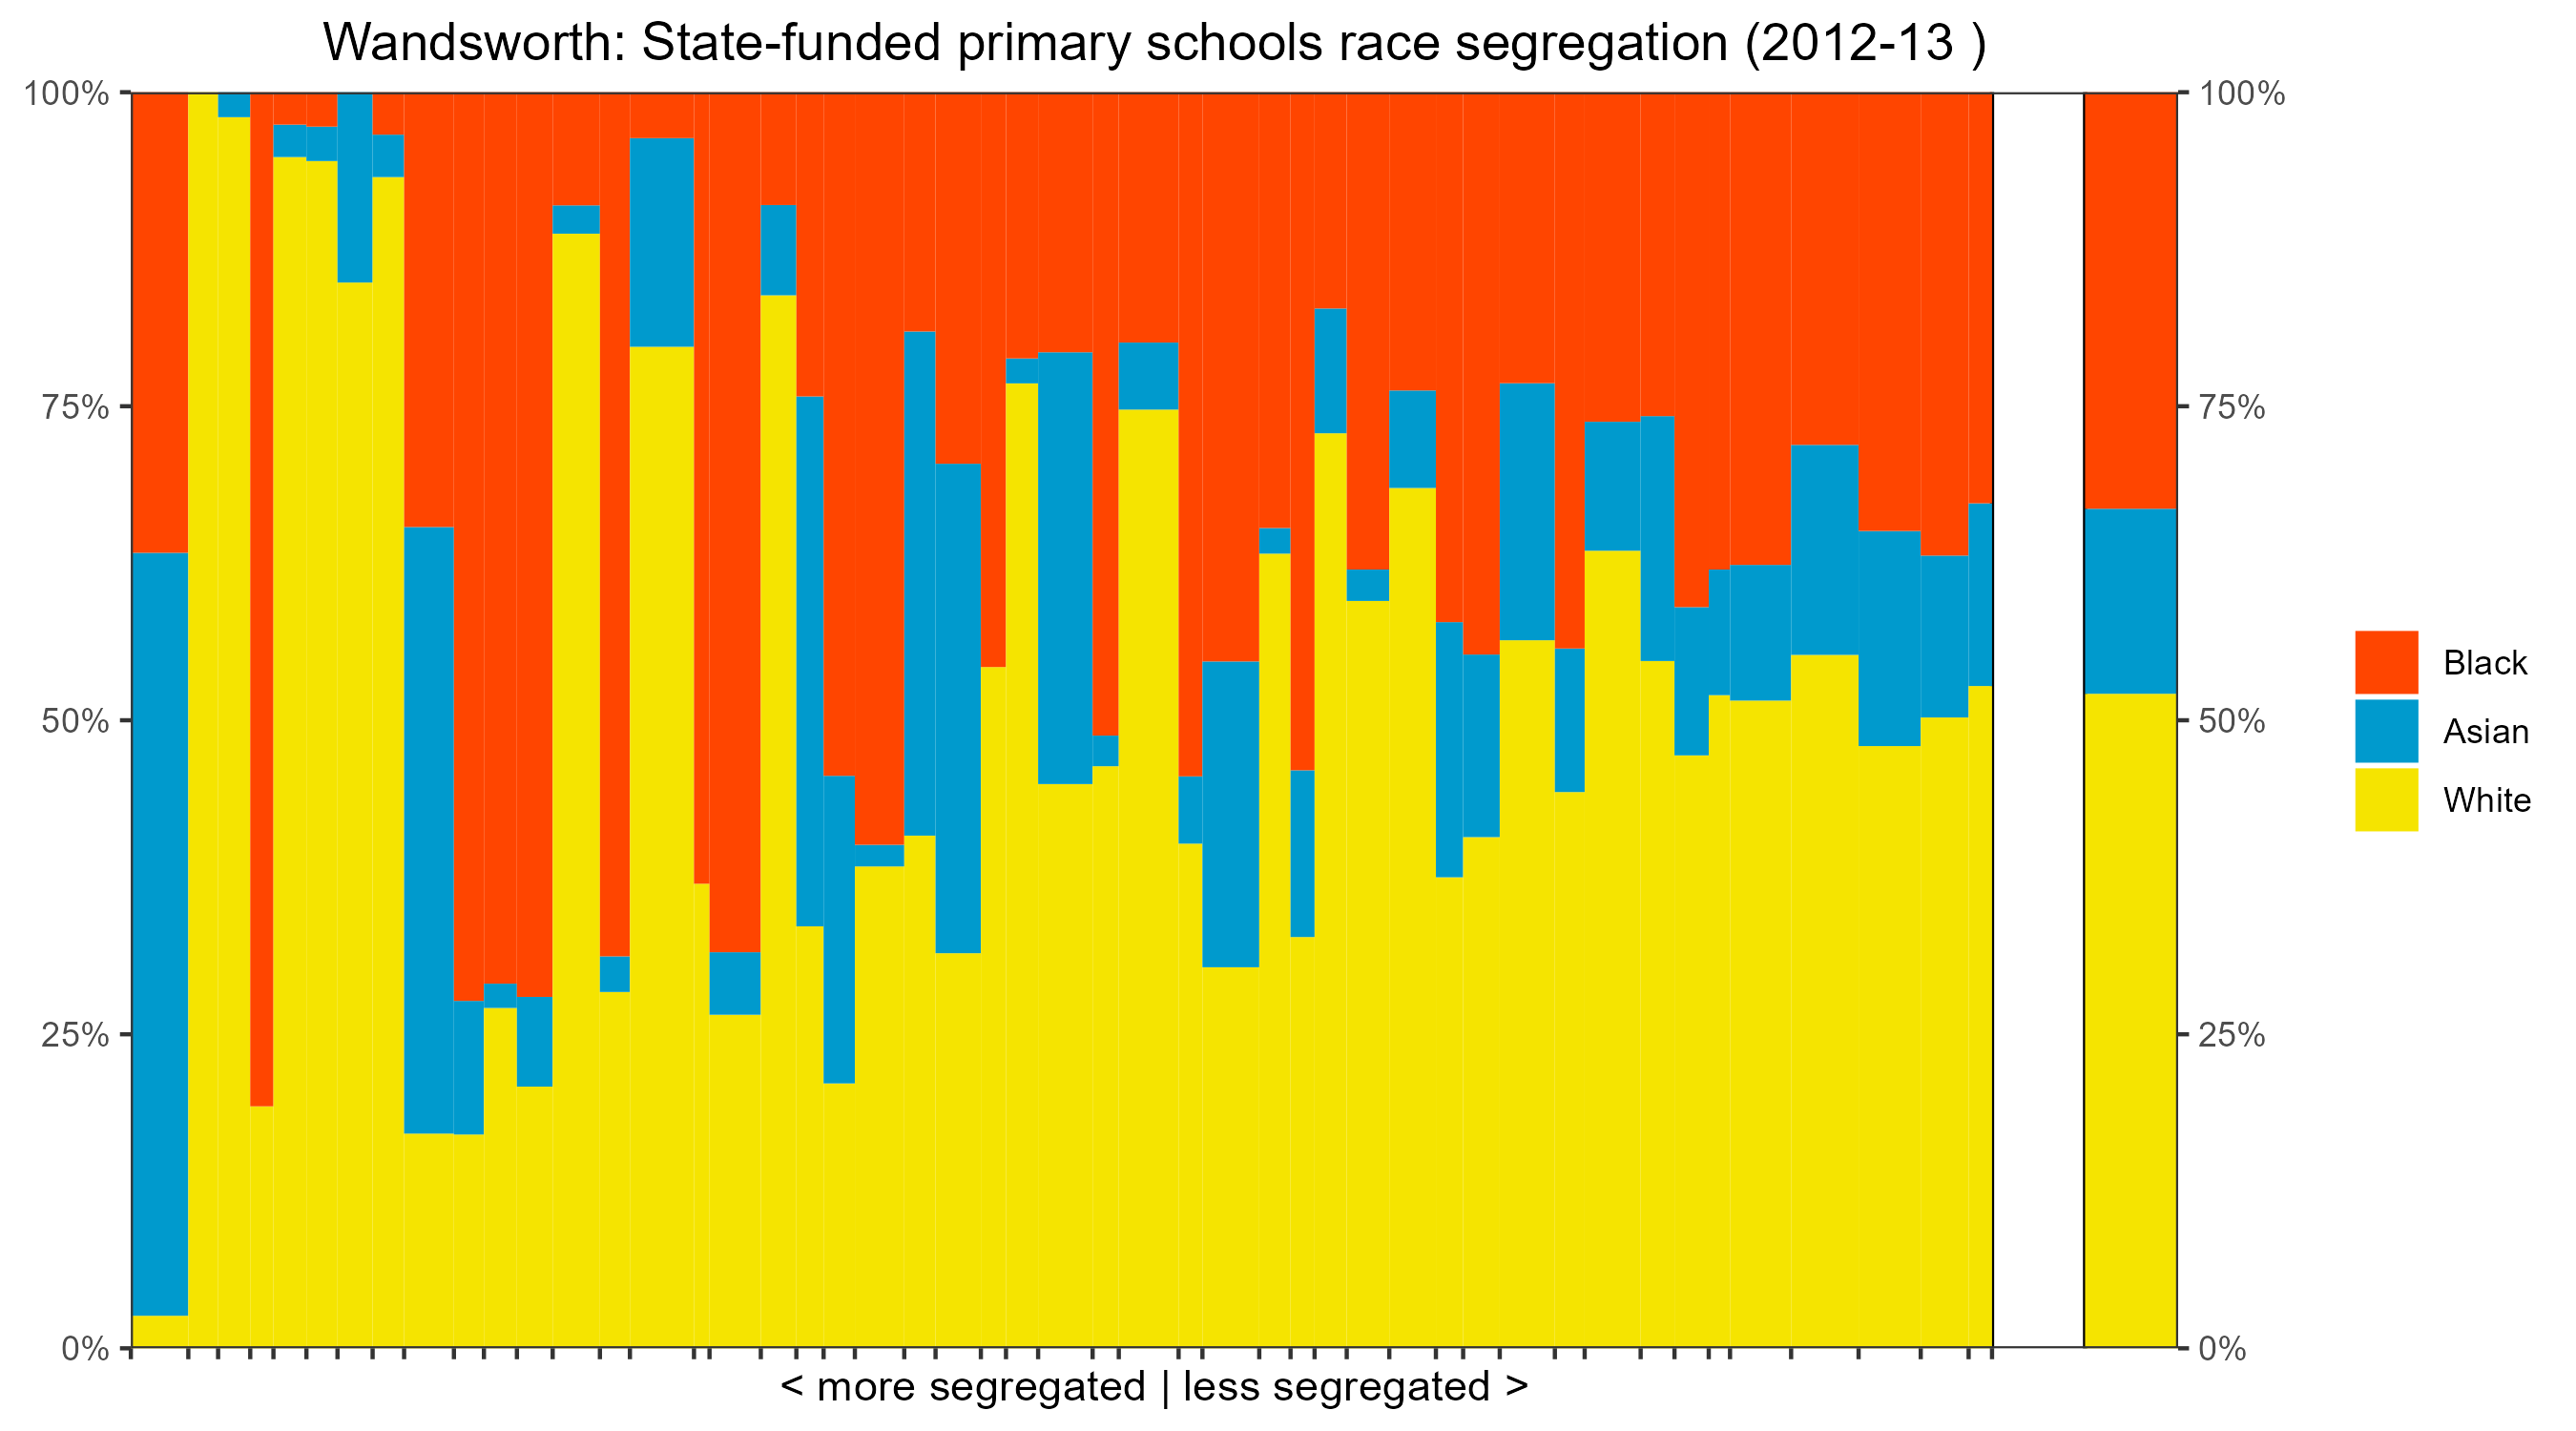 Wandsworth: State-funded primary schools race segregation (2012-13 )
100%
75%
50%
25%
0%
100%
75%
50%
25%
0%
Black
Asian
White
< more segregated | less segregated >